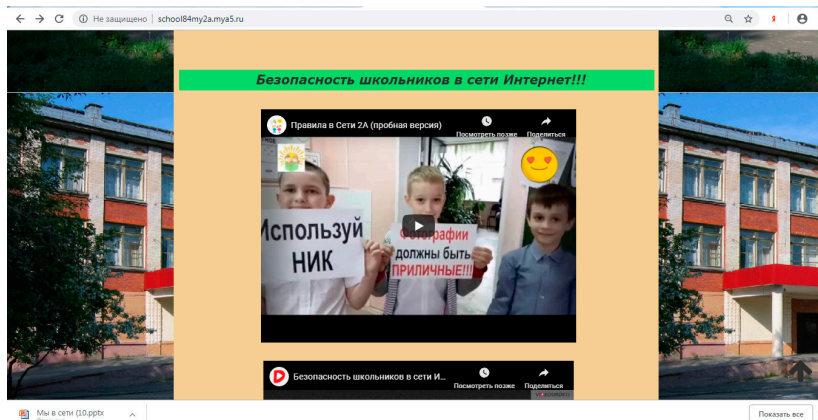 Не защищено
school84my2a.mya5.ru
Безопасность школьников в сети Интернет!!!
Правила в Сети 2А (пробная версия)
Посмотреть позже
Поделиться
Используй
НИК
Фотографии
должны быть
ПРИЛИЧНЫЕ!!!
Безопасность школьников в сети И...
Посмотреть позже
Поделиться
Мы в сети (10.pptx
Показать все